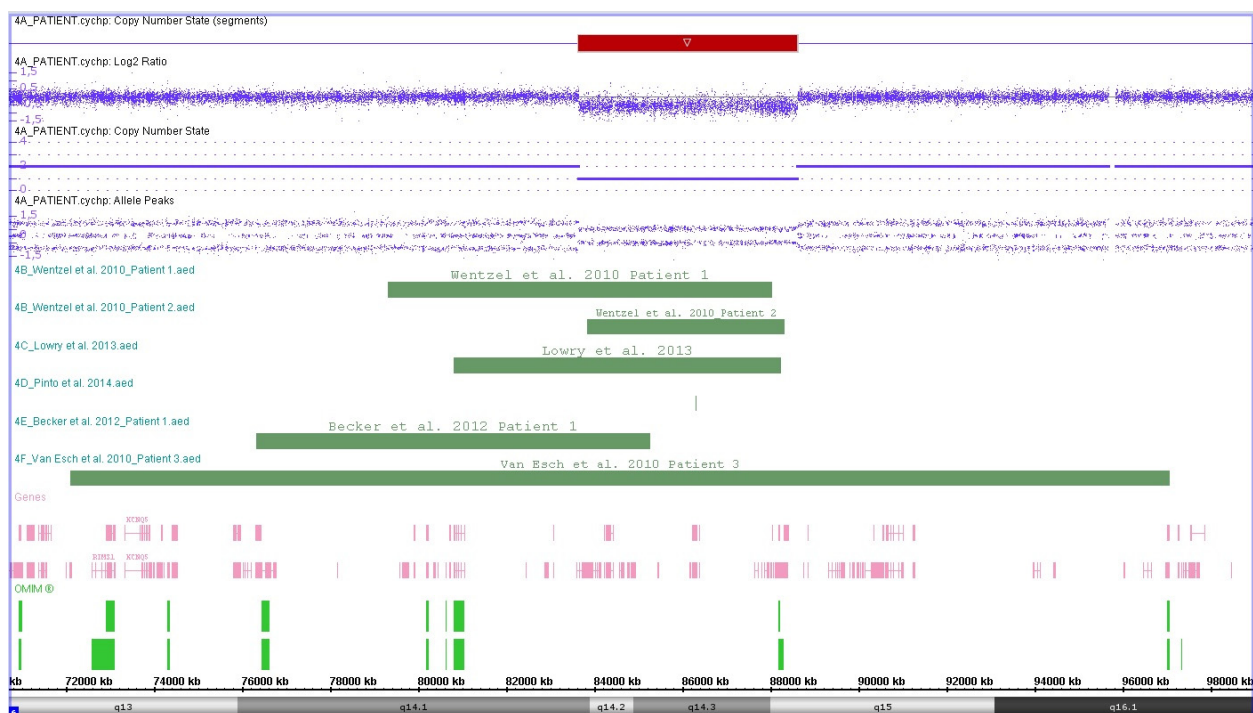 4A_PATIENT.cychp: Copy Number State (segments)
4A_PATIENT.cychp: Log2 Ratio
1,5
0,5
-1,5
4A_PATIENT.cychp: Copy Number State
4
2
0
4A_PATIENT.cychp: Allele Peaks
1,5
0
-1,5
4B_Wentzel et al. 2010_Patient 1.aed
Wentzel et al. 2010 Patient 1
4B_Wentzel et al. 2010_Patient 2.aed
Wentzel et al. 2010_Patient 2
4C_Lowry et al. 2013.aed
Lowry et al. 2013
4D_Pinto et al. 2014.aed
4E_Becker et al. 2012_Patient 1.aed
Becker et al. 2012 Patient 1
4F_Van Esch et al. 2010_Patient 3.aed
Van Esch et al. 2010 Patient 3
Genes
KCNQ5
RIMS1 KCNQ5
OMIM ®
kb 72000 kb 74000 kb 76000 kb 78000 kb 80000 kb 82000 kb 84000 kb 86000 kb 88000 kb 90000 kb 92000 kb 94000 kb 96000 kb 98000 kb
q13 q14.1 q14.2 q14.3 q15 q16.1
6